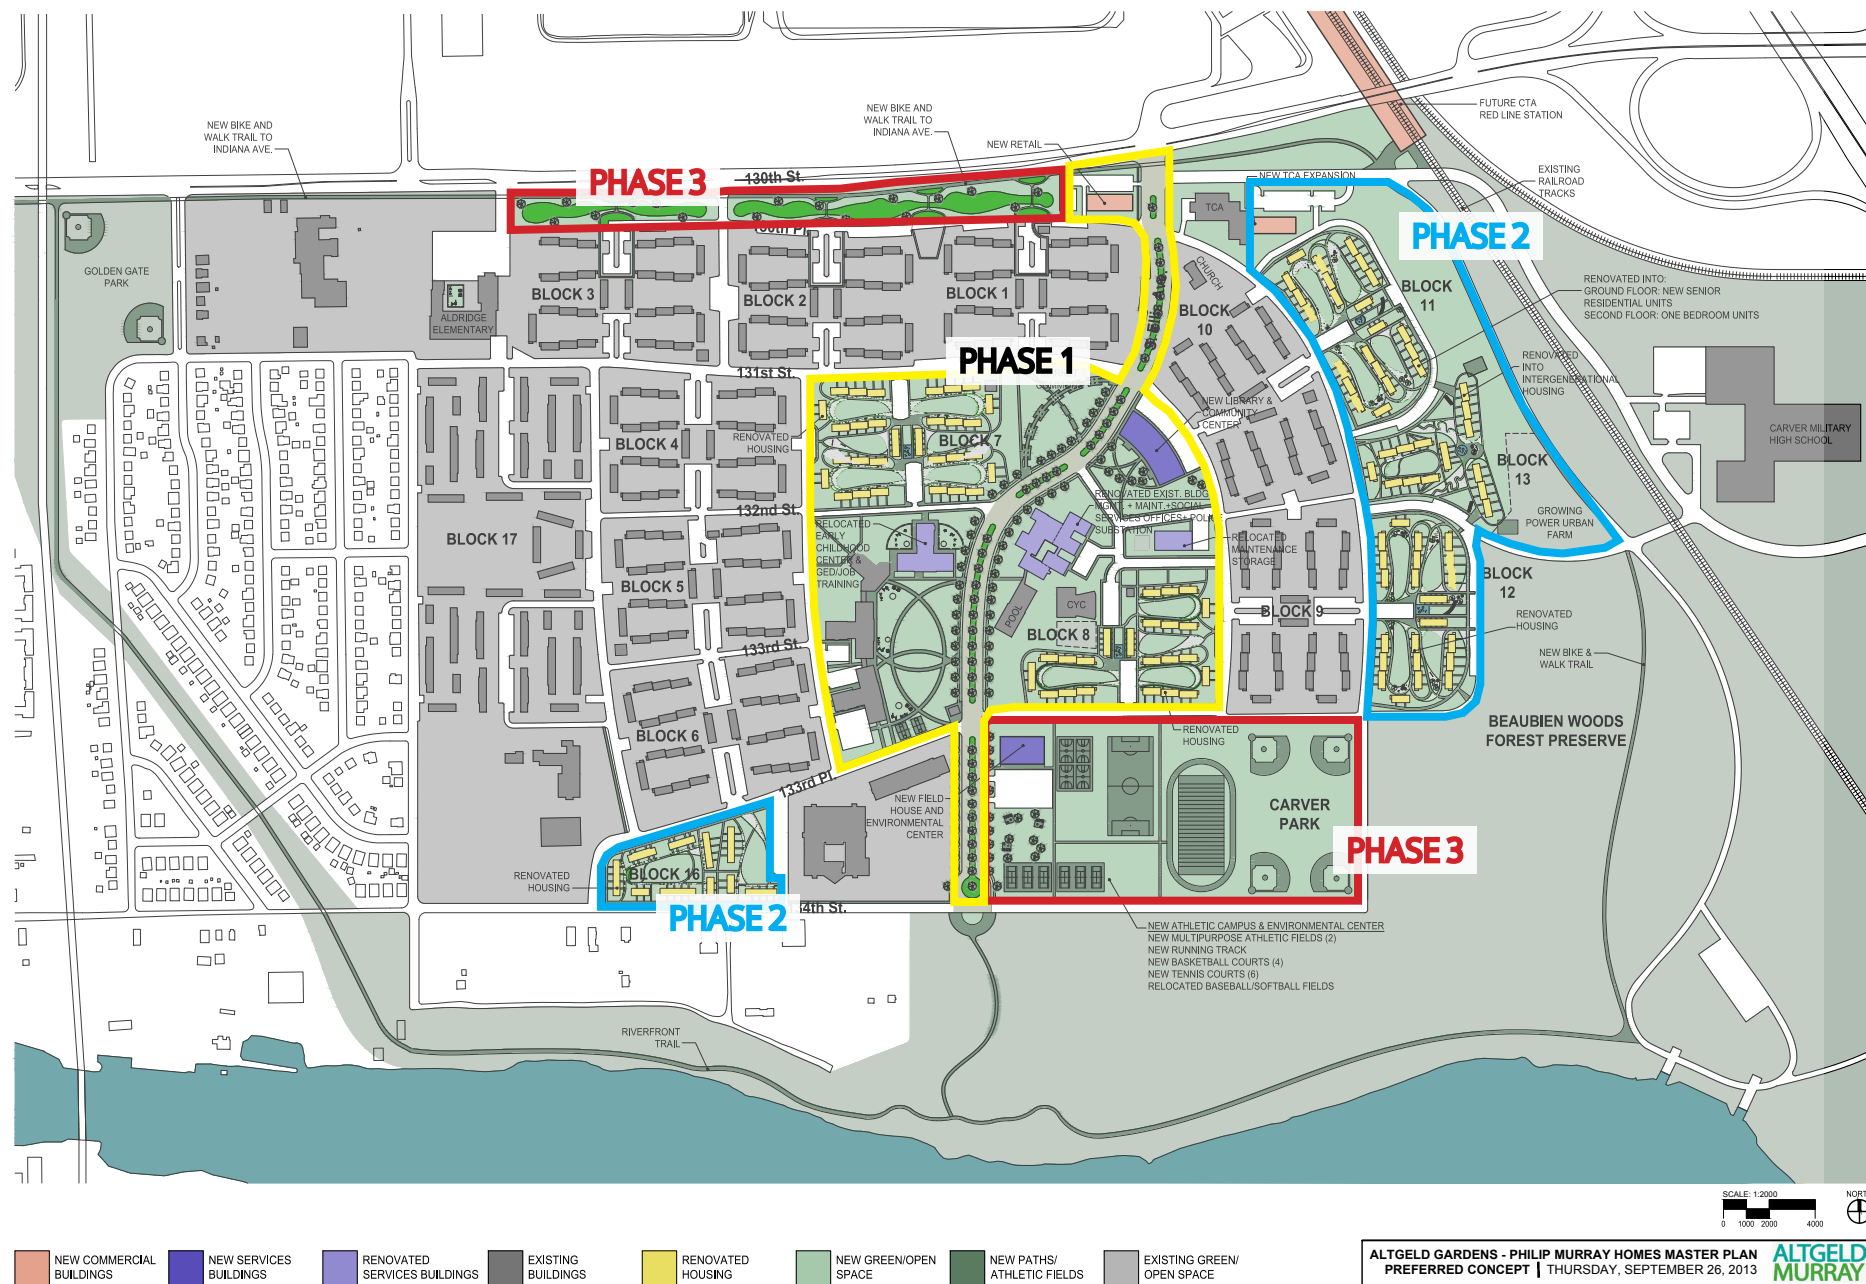 NEW BIKE AND
WALK TRAIL TO
INDIANA AVE.
NEW BIKE AND
WALK TRAIL TO
INDIANA AVE.
NEW RETAIL
FUTURE CTA
RED LINE STATION
EXISTING
RAILROAD
TRACKS
NEW TCA EXPANSION
PHASE 3
130th St.
TCA
PHASE 2
GOLDEN GATE
PARK
CHURCH
RENOVATED INTO:
GROUND FLOOR: NEW SENIOR
RESIDENTIAL UNITS
SECOND FLOOR: ONE BEDROOM UNITS
BLOCK 3
BLOCK 2
BLOCK 1
BLOCK
10
BLOCK
11
ALDRIDGE
ELEMENTARY
PHASE 1
RENOVATED
INTO
INTERGENERATIONAL
HOUSING
131st St.
NEW LIBRARY &
COMMUNITY
CENTER
CARVER MILITARY
HIGH SCHOOL
BLOCK 4
RENOVATED
HOUSING
BLOCK 7
BLOCK
13
RENOVATED EXIST. BLDG
MGMT. + MAINT.+SOCIAL
SERVICES OFFICES+ POLICE
SUBSTATION
132nd St.
GROWING
POWER URBAN
FARM
BLOCK 17
RELOCATED
EARLY
CHILDHOOD
CENTER &
GED/JOB
TRAINING
RELOCATED
MAINTENANCE
STORAGE
BLOCK 5
BLOCK
12
POOL
CYC
BLOCK 8
BLOCK 9
RENOVATED
HOUSING
133rd St.
NEW BIKE &
WALK TRAIL
BLOCK 6
RENOVATED
HOUSING
BEAUBIEN WOODS
FOREST PRESERVE
133rd Pl.
NEW FIELD
HOUSE AND
ENVIRONMENTAL
CENTER
CARVER
PARK
PHASE 3
RENOVATED
HOUSING
BLOCK 16
PHASE 2
34th St.
NEW ATHLETIC CAMPUS & ENVIRONMENTAL CENTER
NEW MULTIPURPOSE ATHLETIC FIELDS (2)
NEW RUNNING TRACK
NEW BASKETBALL COURTS (4)
NEW TENNIS COURTS (6)
RELOCATED BASEBALL/SOFTBALL FIELDS
RIVERFRONT
TRAIL
SCALE: 1:2000
0 1000 2000 4000
NEW COMMERCIAL
BUILDINGS
NEW SERVICES
BUILDINGS
RENOVATED
SERVICES BUILDINGS
EXISTING
BUILDINGS
RENOVATED
HOUSING
NEW GREEN/OPEN
SPACE
NEW PATHS/
ATHLETIC FIELDS
EXISTING GREEN/
OPEN SPACE
ALTGELD GARDENS - PHILIP MURRAY HOMES MASTER PLAN
PREFERRED CONCEPT | THURSDAY, SEPTEMBER 26, 2013
ALTGELD
MURRAY